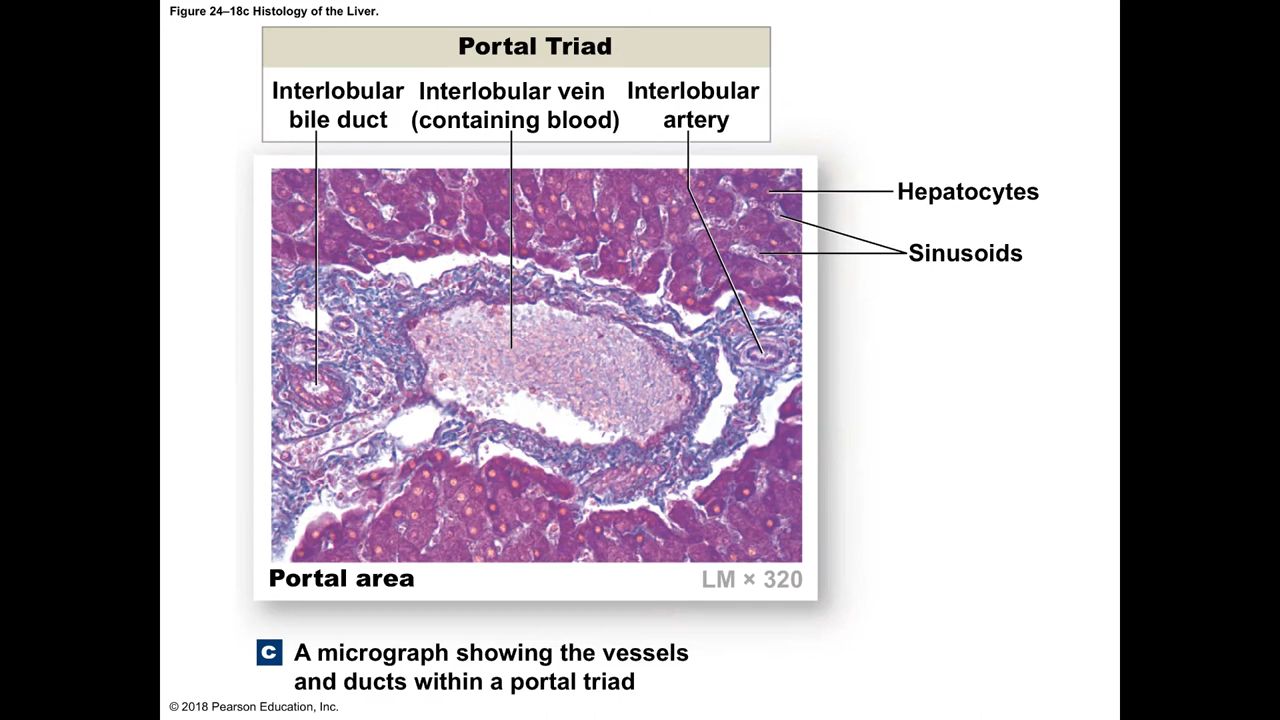 Figure 24–18c Histology of the Liver.
Portal Triad
Interlobular bile duct
Interlobular vein (containing blood)
Interlobular artery
Hepatocytes
Sinusoids
Portal area
LM × 320
C A micrograph showing the vessels
and ducts within a portal triad
© 2018 Pearson Education, Inc.